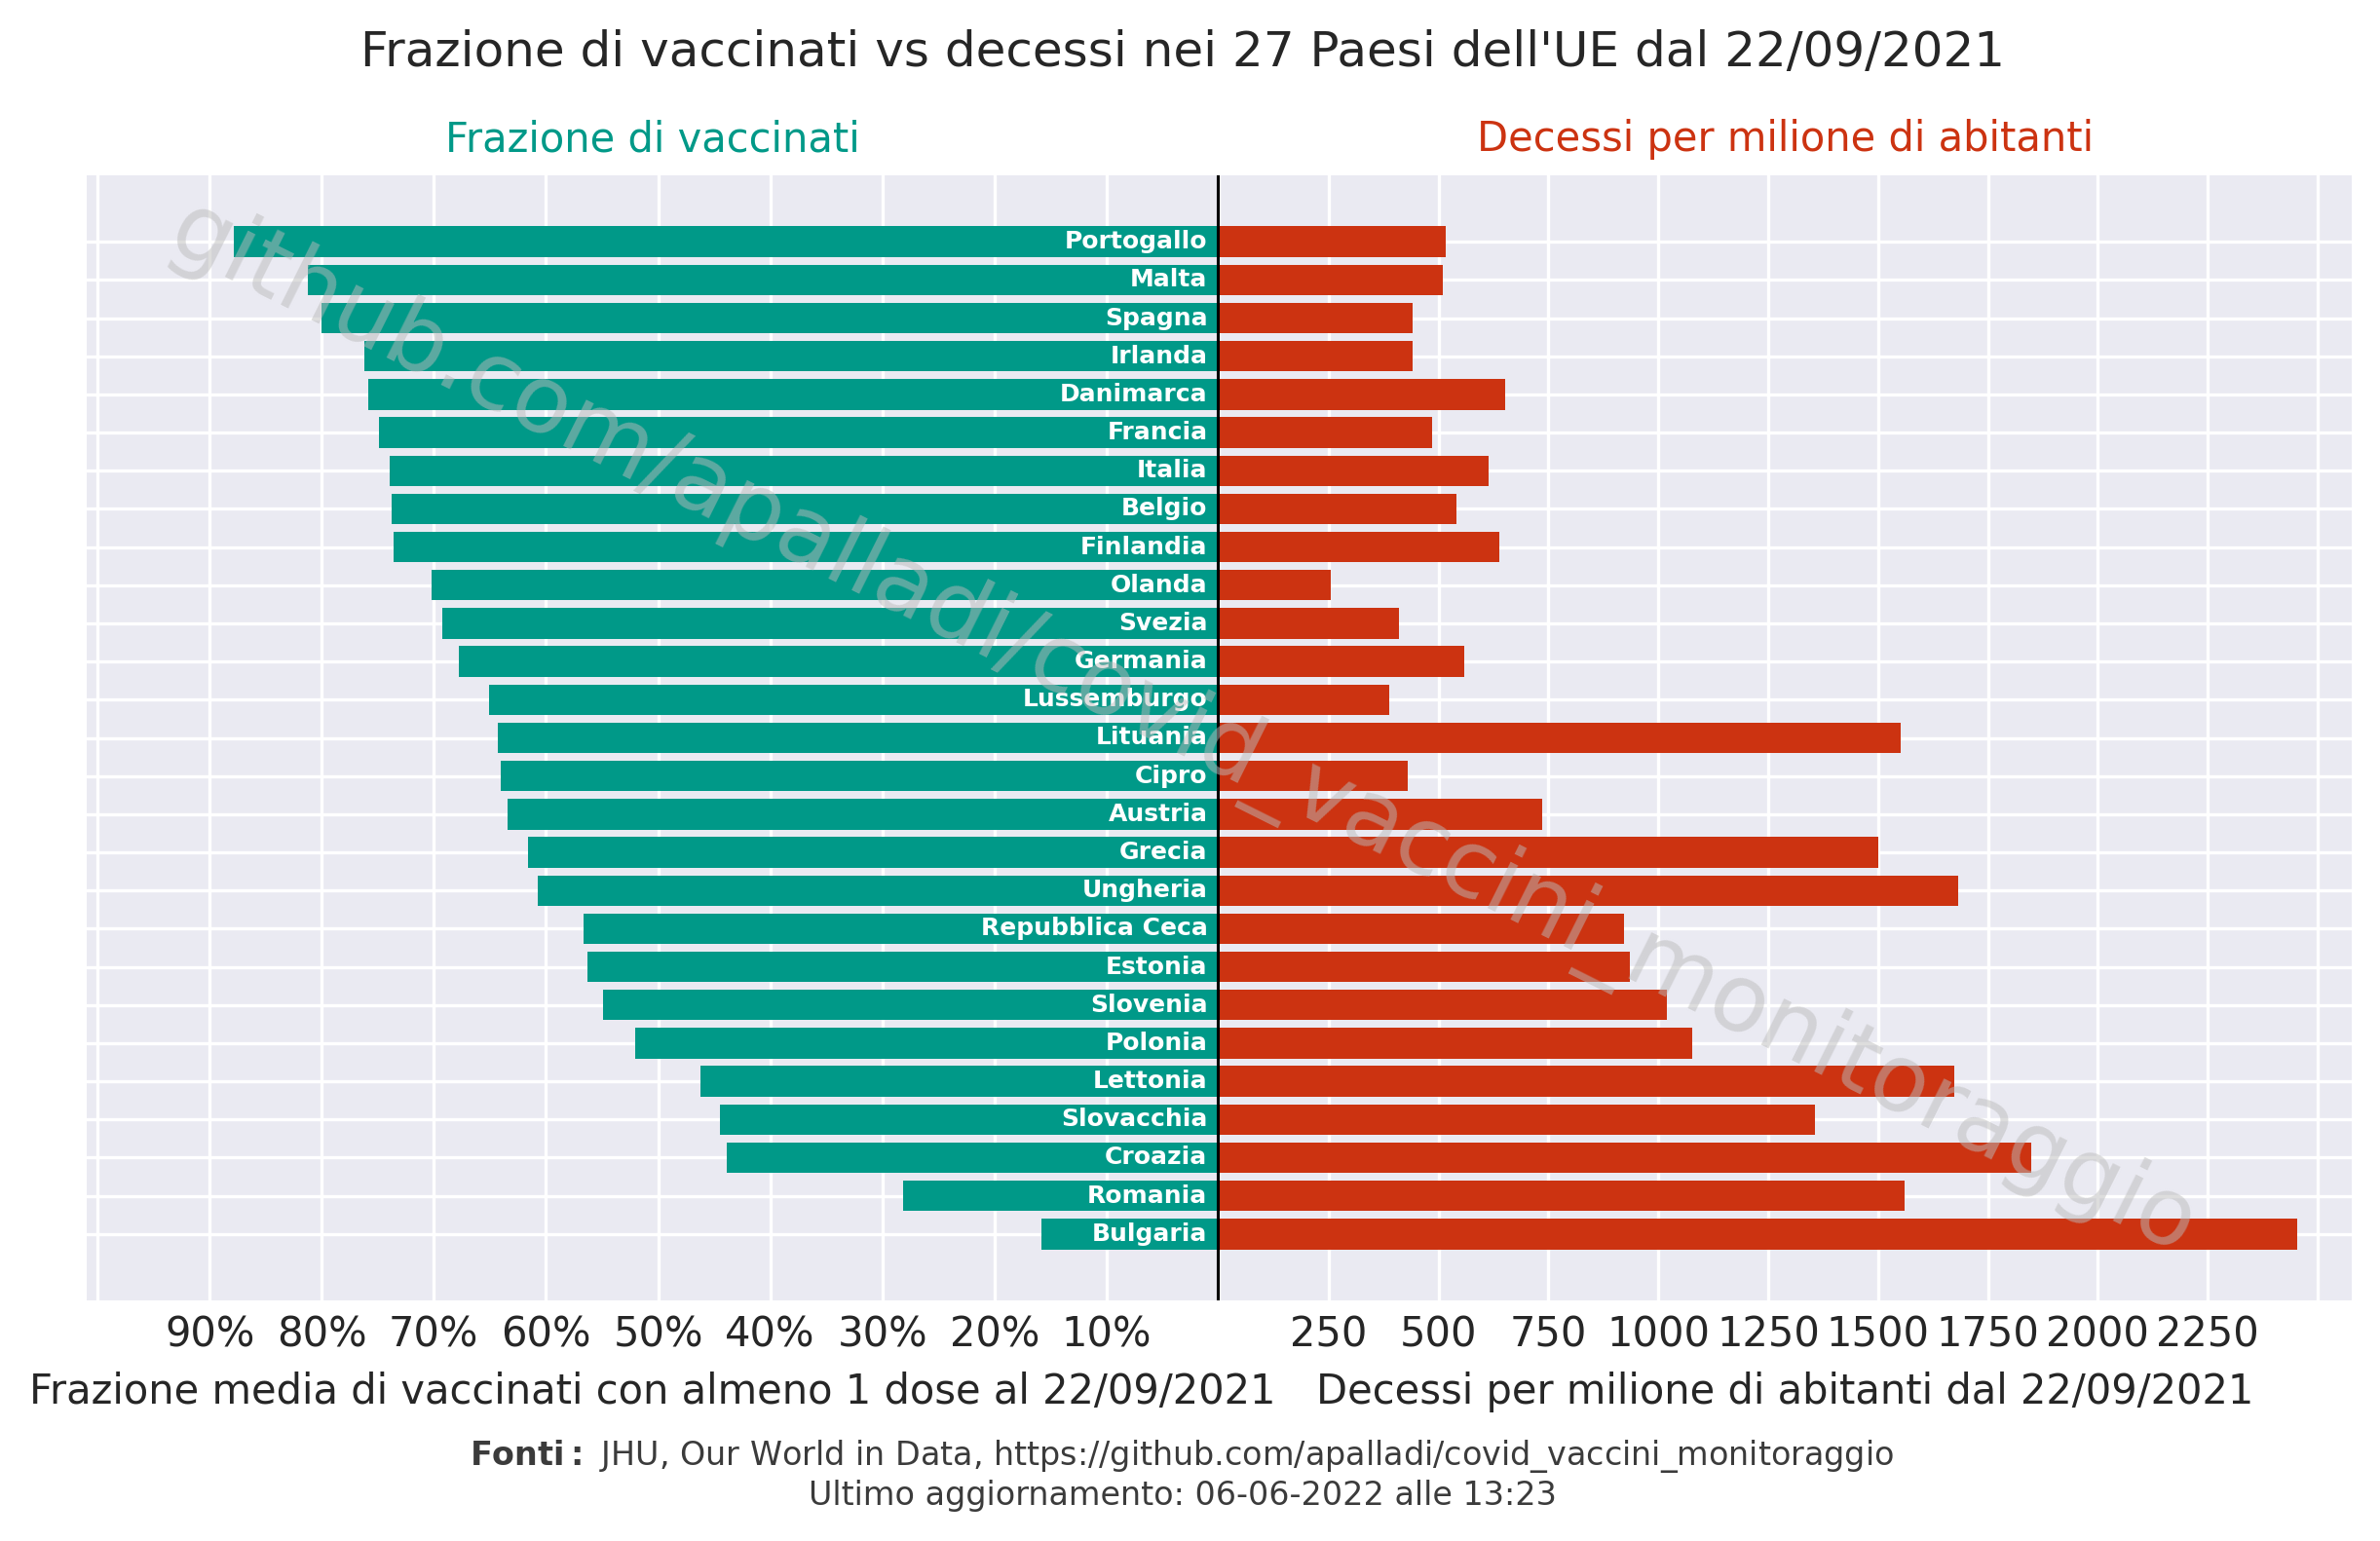 Frazione di vaccinati vs decessi nei 27 Paesi dell'UE dal 22/09/2021
Frazione di vaccinati
Decessi per milione di abitanti
github.com/apalladi/covid_vaccini_monitoraggio
Portogallo
Malta
Spagna
Irlanda
Danimarca
Francia
Italia
Belgio
Finlandia
Olanda
Svezia
Germania
Lussemburgo
Lituania
Cipro
Austria
Grecia
Ungheria
Repubblica Ceca
Estonia
Slovenia
Polonia
Lettonia
Slovacchia
Croazia
Romania
Bulgaria
90% 80% 70% 60% 50% 40% 30% 20% 10% 250 500 750 1000 1250 1500 1750 2000 2250
Frazione media di vaccinati con almeno 1 dose al 22/09/2021
Decessi per milione di abitanti dal 22/09/2021
Fonti: JHU, Our World in Data, https://github.com/apalladi/covid_vaccini_monitoraggio
Ultimo aggiornamento: 06-06-2022 alle 13:23